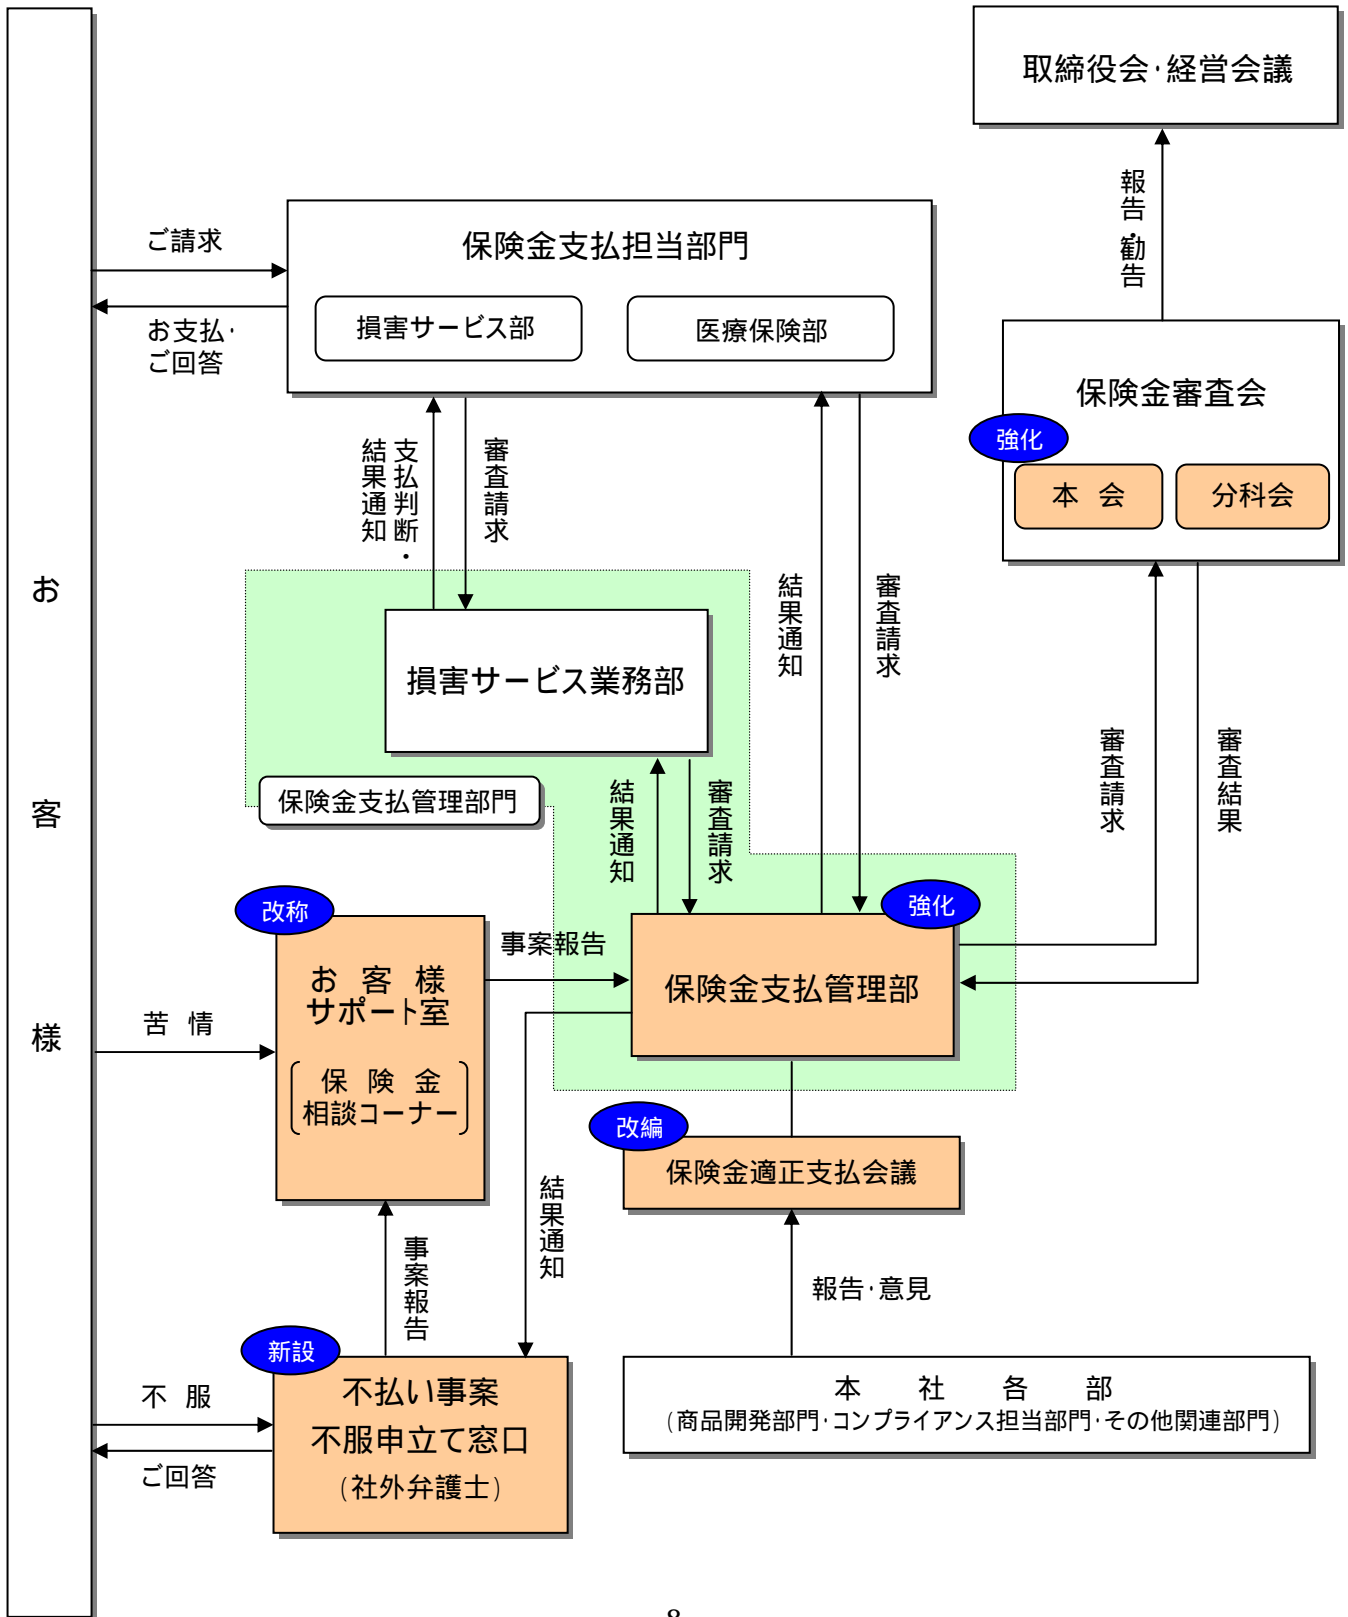 取締役会・経営会議
報告・勧告
ご請求
保険金支払担当部門
損害サービス部
医療保険部
お支払・
ご回答
保険金審査会
強化
本 会
分科会
支払判断・
結果通知
審査請求
結果通知
審査請求
お客様
損害サービス業務部
保険金支払管理部門
結果通知
審査請求
審査請求
審査結果
改称
お 客 様
サポート室
保 険 金
相談コーナー
事案報告
強化
保険金支払管理部
苦 情
改編
保険金適正支払会議
結果通知
事案報告
報告・意見
新設
不払い事案
不服申立て窓口
(社外弁護士)
不 服
ご回答
本 社 各 部
(商品開発部門・コンプライアンス担当部門・その他関連部門)
8